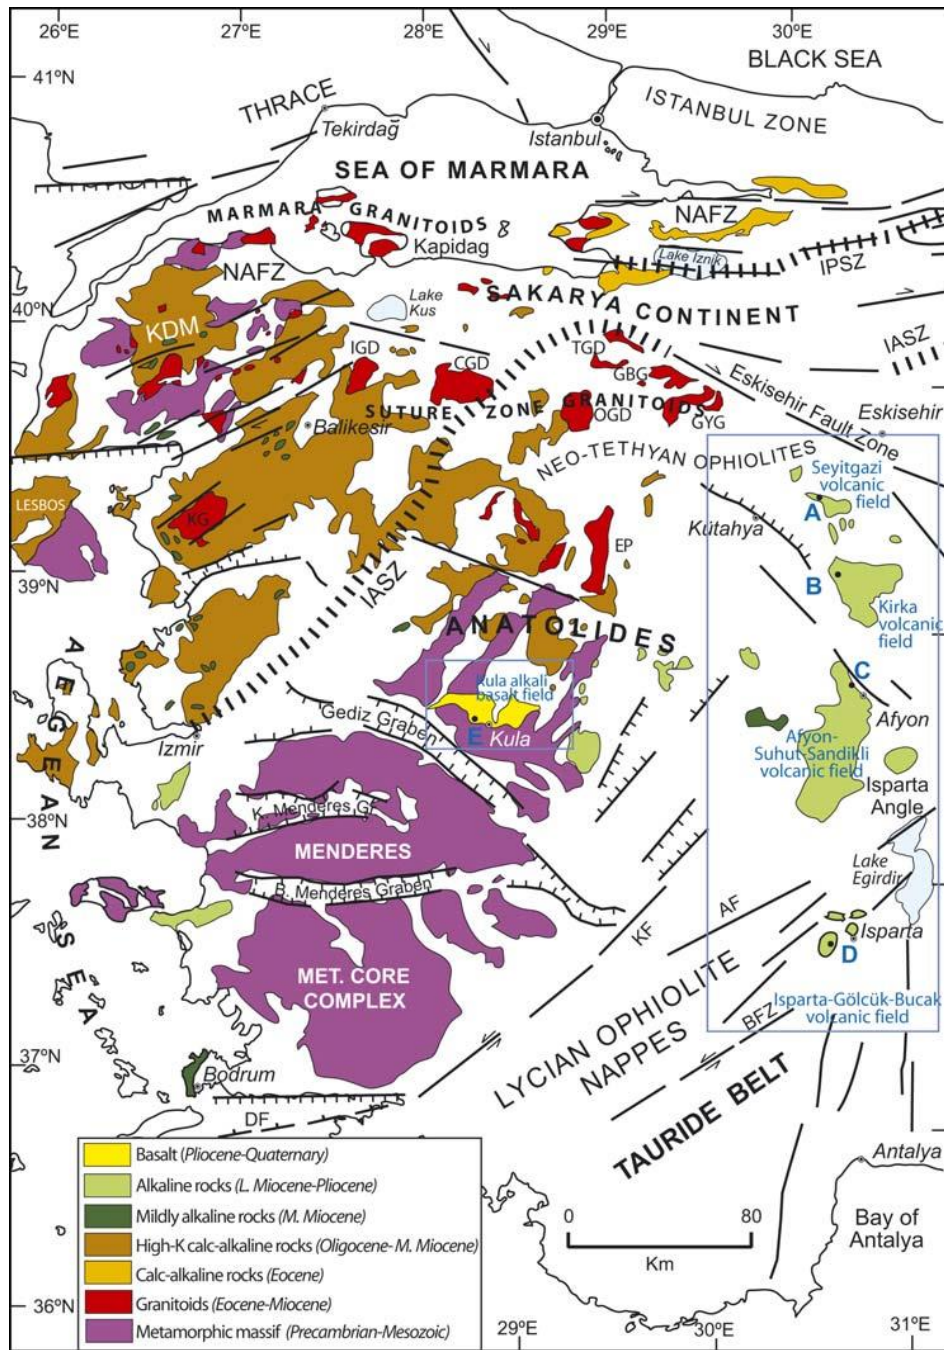 26ºE
27ºE
28ºE
29ºE
30ºE
41ºN
BLACK SEA
THRACE
Tekirdağ
Istanbul
ISTANBUL ZONE
SEA OF MARMARA
MARMARA GRANITOIDS
Kapidag
NAFZ
NAFZ
Lake Iznik
IPSZ
40ºN
KDM
Lake
Kus
SAKARYA CONTINENT
IASZ
IGD
CGD
TGD
GBG
OGD
GYG
SUTURE ZONE GRANITOIDS
Eskisehir Fault Zone
Eskisehir
Balikesir
NEO-TETHYAN OPHIOLITES
Seyitgazi
volcanic
field
A
LESBOS
KG
Kütahya
EP
39ºN
IASZ
B
Kirka
volcanic
field
ANATOLIDES
C
Afyon
Kula alkali
basalt field
E
Kula
AEGEAN SEA
Izmir
Gediz Graben
Afyon-
Suhut-Sandikli
volcanic field
Isparta
Angle
38ºN
K. Menderes Gr.
MENDERES
B. Menderes Graben
Lake
Egirdir
KF
AF
Isparta
D
MET. CORE
COMPLEX
Isparta-Gölcük-Bucak
volcanic field
BFZ
LYCIAN OPHIOLITE
NAPPES
37ºN
Bodrum
DF
TAURIDE BELT
Antalya
Basalt (Pliocene-Quaternary)
Alkaline rocks (L. Miocene-Pliocene)
Mildly alkaline rocks (M. Miocene)
High-K calc-alkaline rocks (Oligocene- M. Miocene)
Calc-alkaline rocks (Eocene)
Granitoids (Eocene-Miocene)
Metamorphic massif (Precambrian-Mesozoic)
0
80
Km
Bay of
Antalya
36ºN
29ºE
30ºE
31ºE